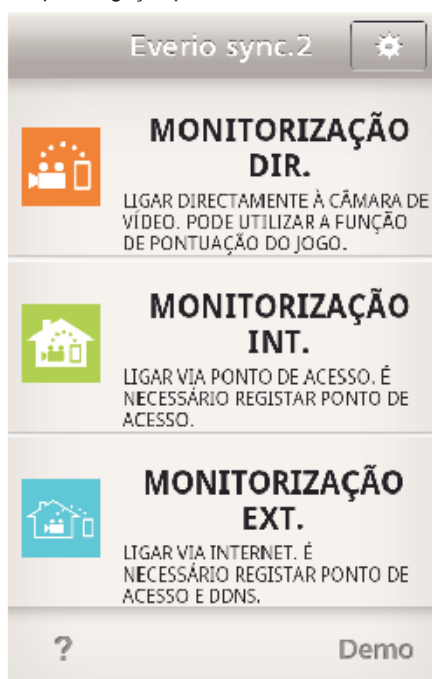 Everio sync.2
MONITORIZAÇÃO
DIR.
LIGAR DIRECTAMENTE À CÂMARA DE
VÍDEO. PODE UTILIZAR A FUNÇÃO
DE PONTUAÇÃO DO JOGO.
MONITORIZAÇÃO
INT.
LIGAR VIA PONTO DE ACESSO. É
NECESSÁRIO REGISTAR PONTO DE
ACESSO.
MONITORIZAÇÃO
EXT.
LIGAR VIA INTERNET. É
NECESSÁRIO REGISTAR PONTO DE
ACESSO E DDNS.
? Demo